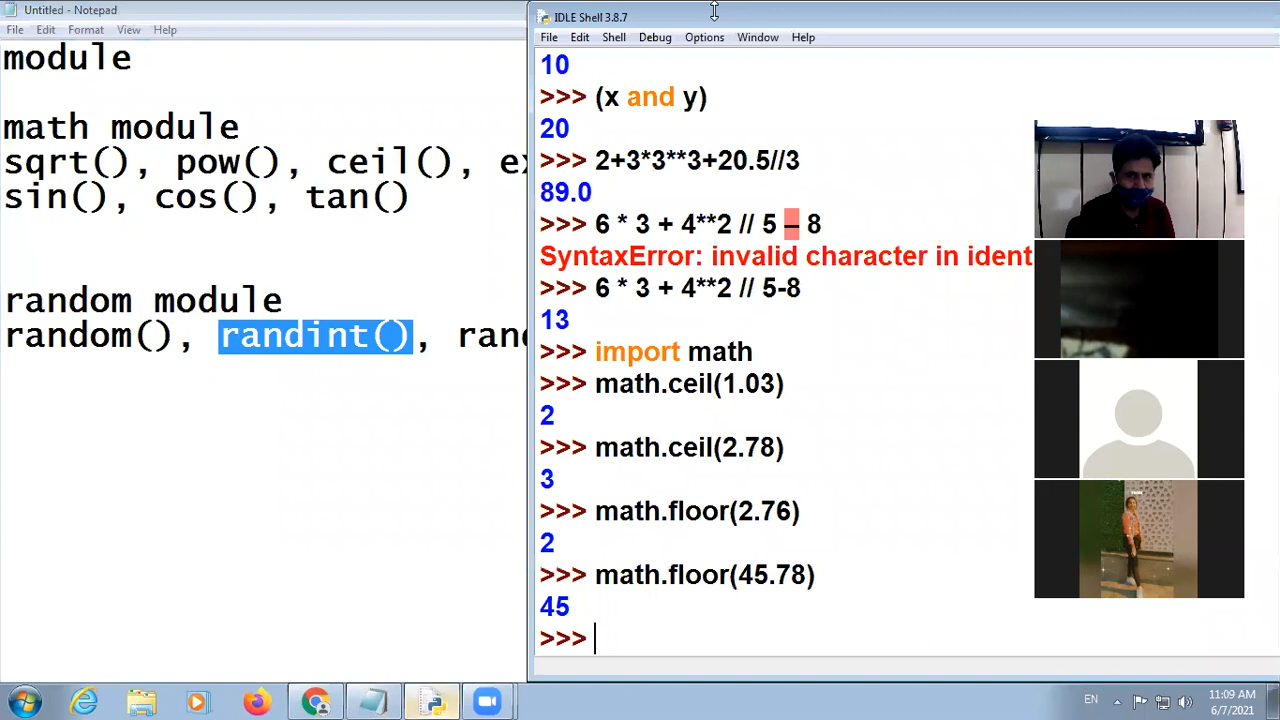 Untitled - Notepad
File Edit Format View Help
module
math module
sqrt(), pow(), ceil(), ex
sin(), cos(), tan()
random module
random(), randint(), rand
IDLE Shell 3.8.7
File Edit Shell Debug Options Window Help
10
>>> (x and y)
20
>>> 2+3*3**3+20.5//3
89.0
>>> 6 * 3 + 4**2 // 5 – 8
SyntaxError: invalid character in ident
>>> 6 * 3 + 4**2 // 5-8
13
>>> import math
>>> math.ceil(1.03)
2
>>> math.ceil(2.78)
3
>>> math.floor(2.76)
2
>>> math.floor(45.78)
45
>>>
EN
11:09 AM
6/7/2021